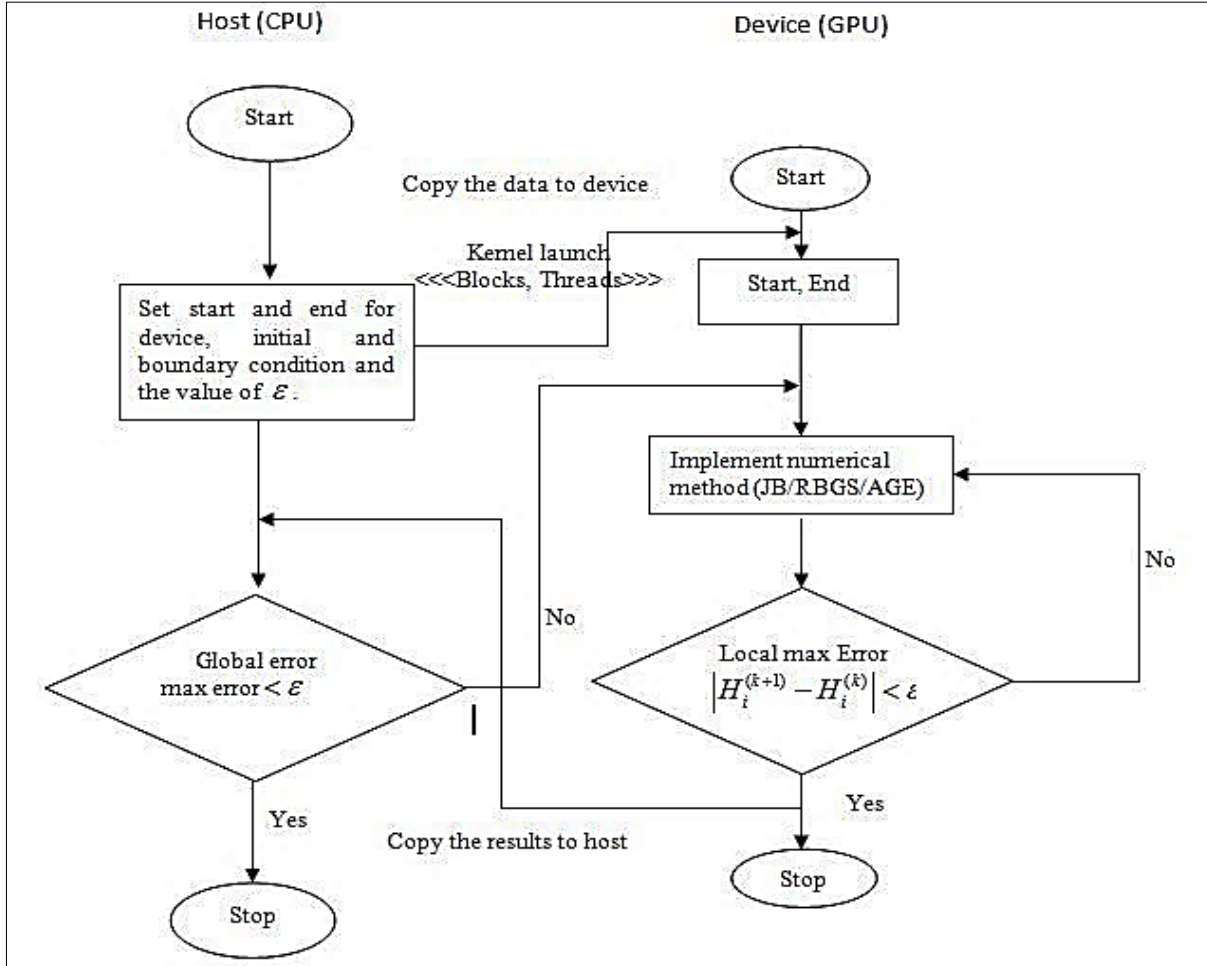 Host (CPU)
Device (GPU)
Start
Start
Copy the data to device
Kernel launch
<<<Blocks, Threads>>>
Start, End
Set start and end for
device, initial and
boundary condition and
the value of ε .
Implement numerical
method (JB/RBGS/AGE)
No
No
Global error
max error < ε
Local max Error
|H_i^(k+1) − H_i^(k)| < ε
Yes
Yes
Copy the results to host
Stop
Stop